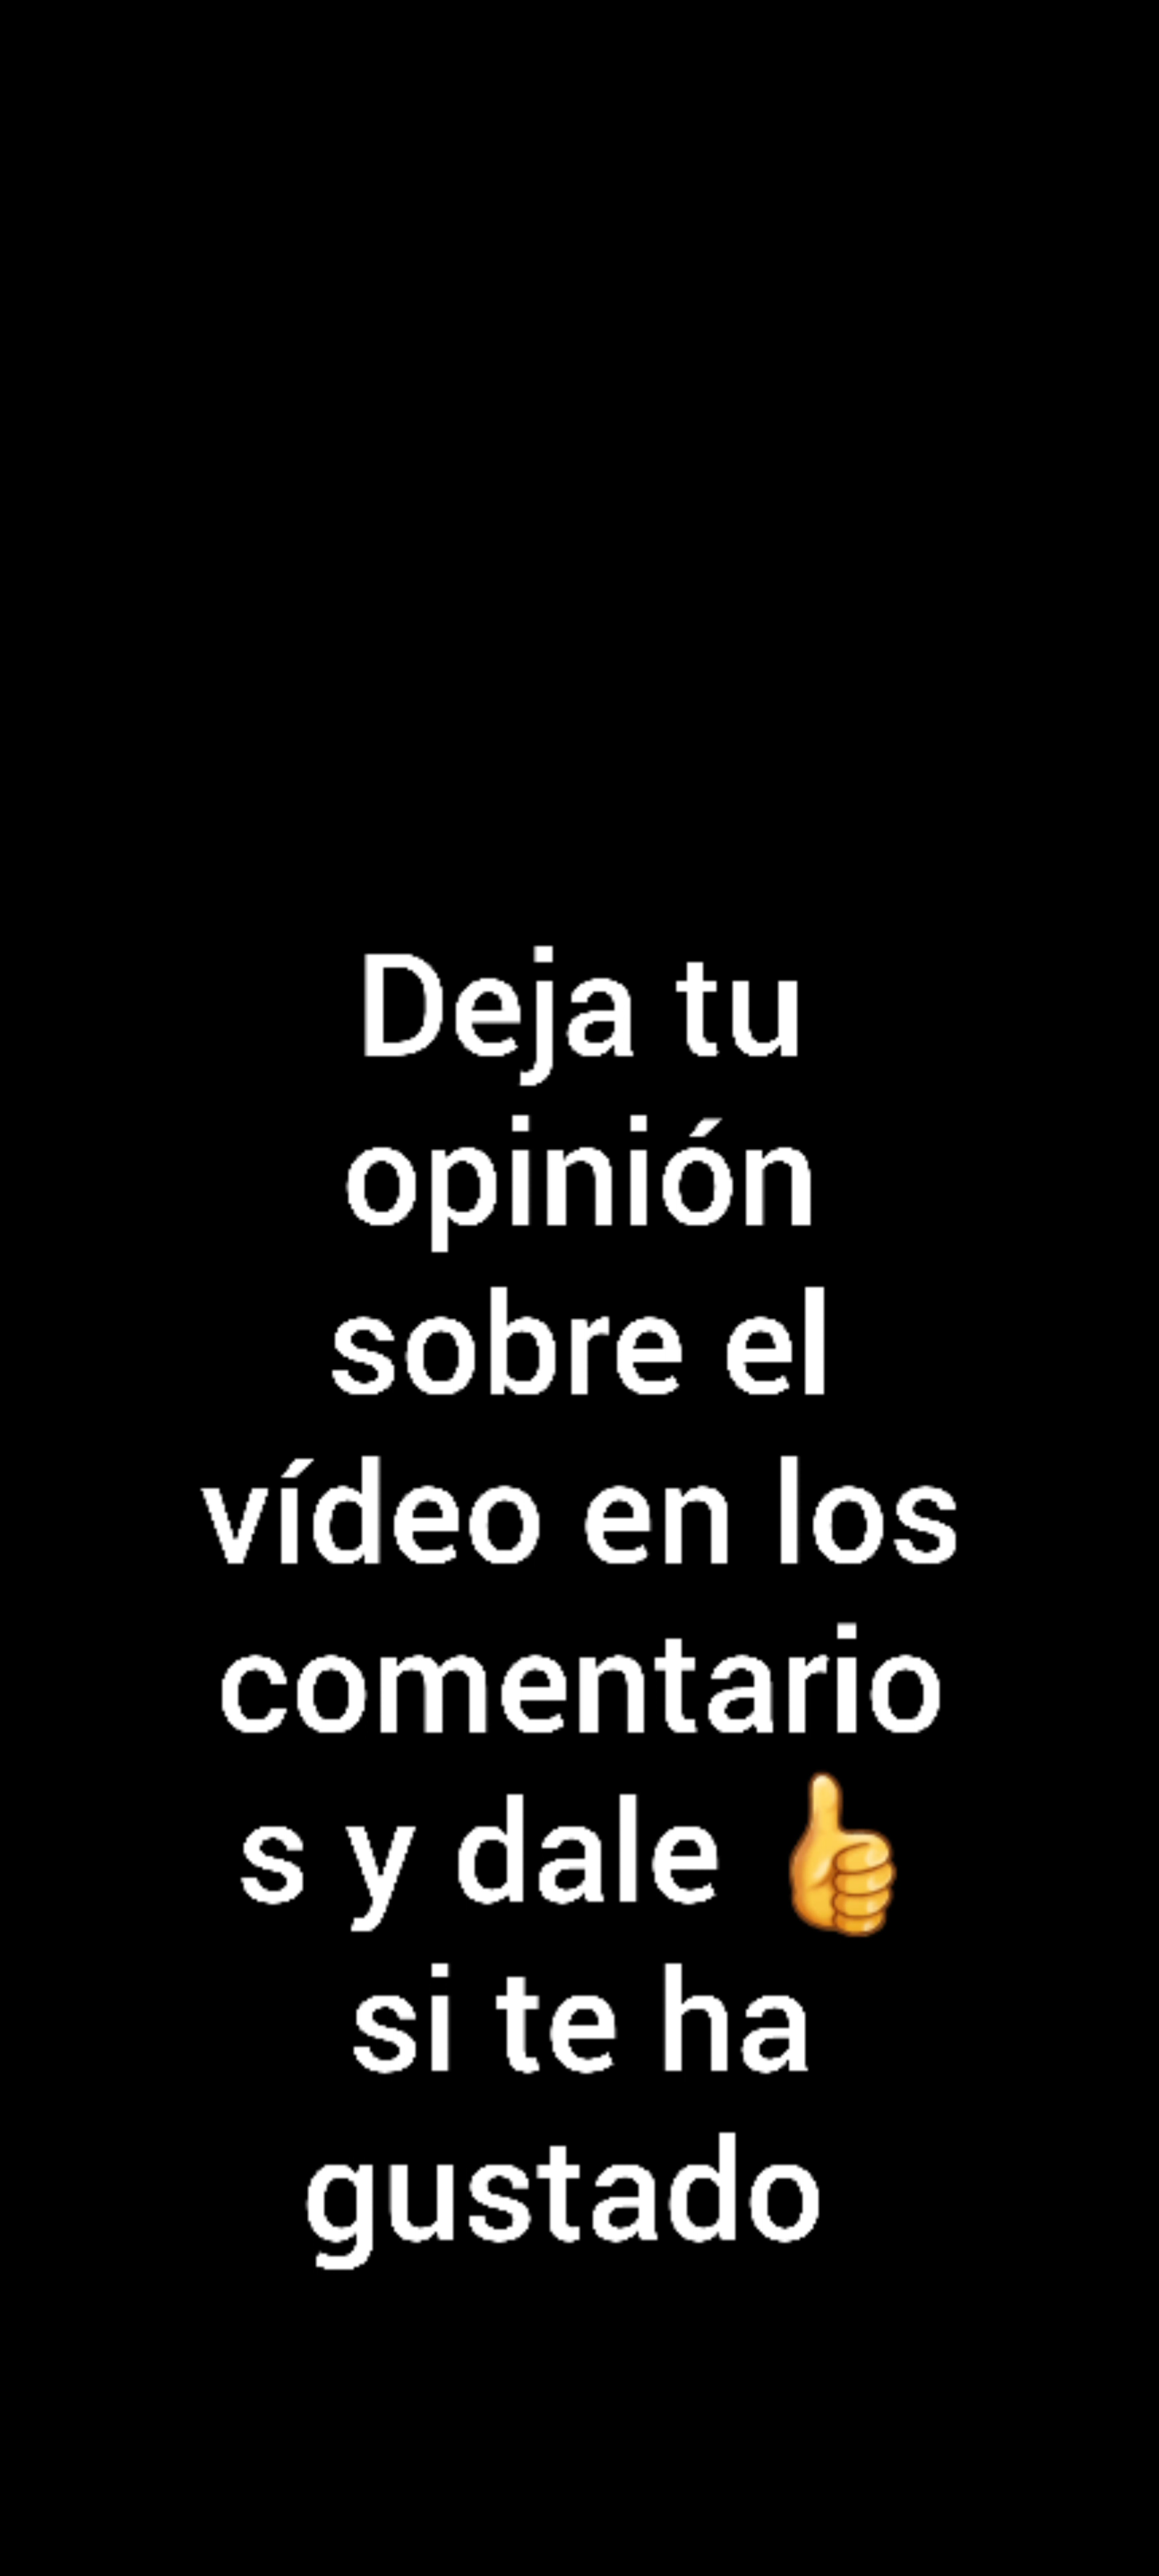 Deja tu
opinión
sobre el
vídeo en los
comentario
s y dale 👍
si te ha
gustado